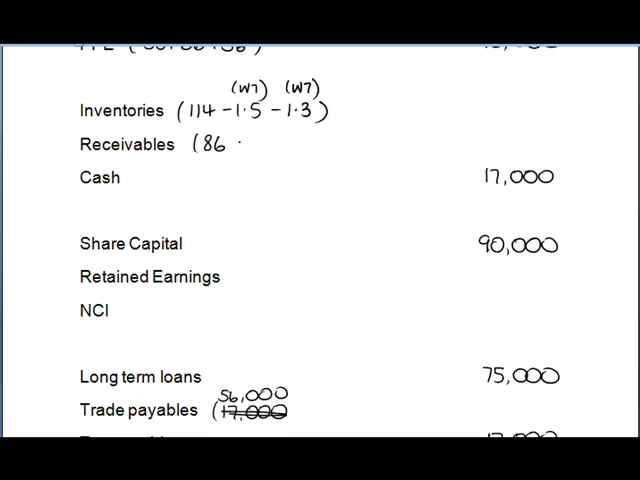 (W7) (W7)
Inventories (114 - 1.5 - 1.3)
Receivables (86 -
Cash 17,000
Share Capital 90,000
Retained Earnings
NCI
Long term loans 75,000
56,000
Trade payables (17,000